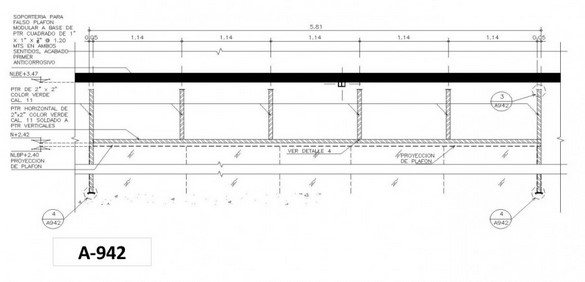 SOPORTERIA PARA
FALSO PLAFON
MODULAR A BASE DE
PTR CUADRADO DE 1"
X 1" X
@ 1.20
MTS EN AMBOS
SENTIDOS, ACABADO
PRIMER
ANTICORROSIVO
5.81
0,05 1,14 1,14 1,14 1,14 1,14 0,05
NLBE+3.47
PTR DE 2" x 2"
COLOR VERDE
CAL. 11
3
A942
PTR HORIZONTAL DE
2"x2" COLOR VERDE
CAL. 11 SOLDADO A
PTR VERTICALES
N+2.42
VER DETALLE 4
NLBP+2.40
PROYECCION
DE PLAFON
PROYECCION
DE PLAFON
4
A942
4
A942
A-942